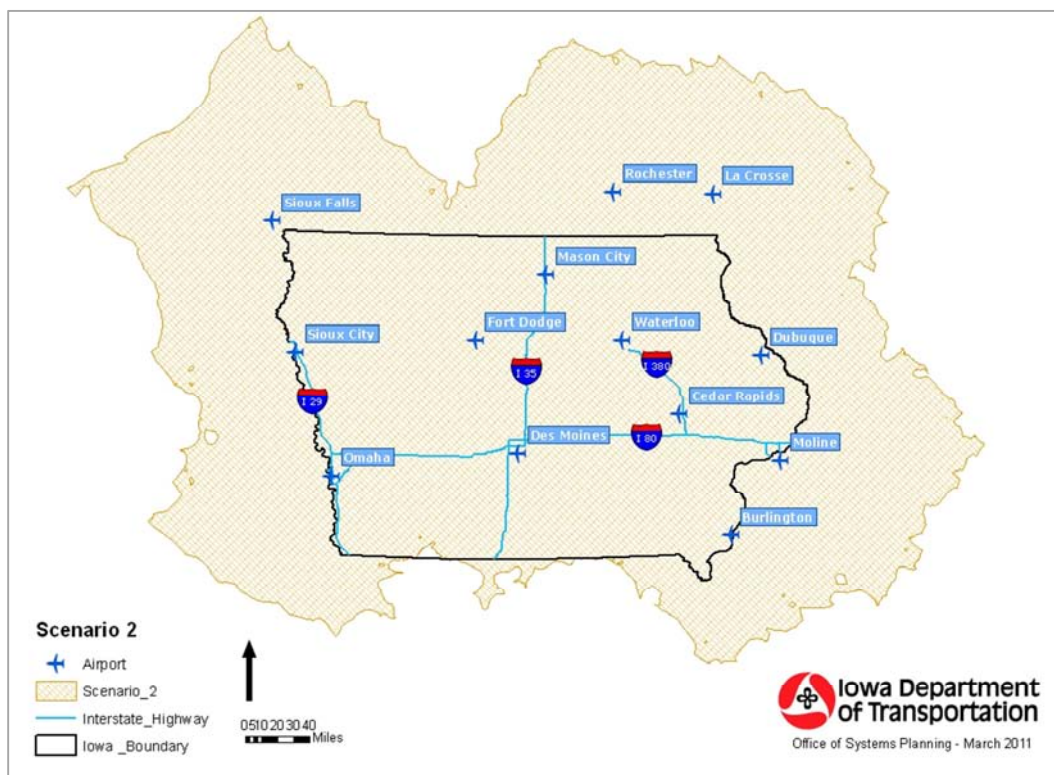 Rochester
La Crosse
Sioux Falls
Mason City
Fort Dodge
Waterloo
Sioux City
Dubuque
I 35
I 380
I 29
Cedar Rapids
Des Moines
I 80
Moline
Omaha
Burlington
Scenario 2
Airport
Scenario_2
Interstate_Highway
Iowa _Boundary
0510203040
Miles
Iowa Department
of Transportation
Office of Systems Planning - March 2011